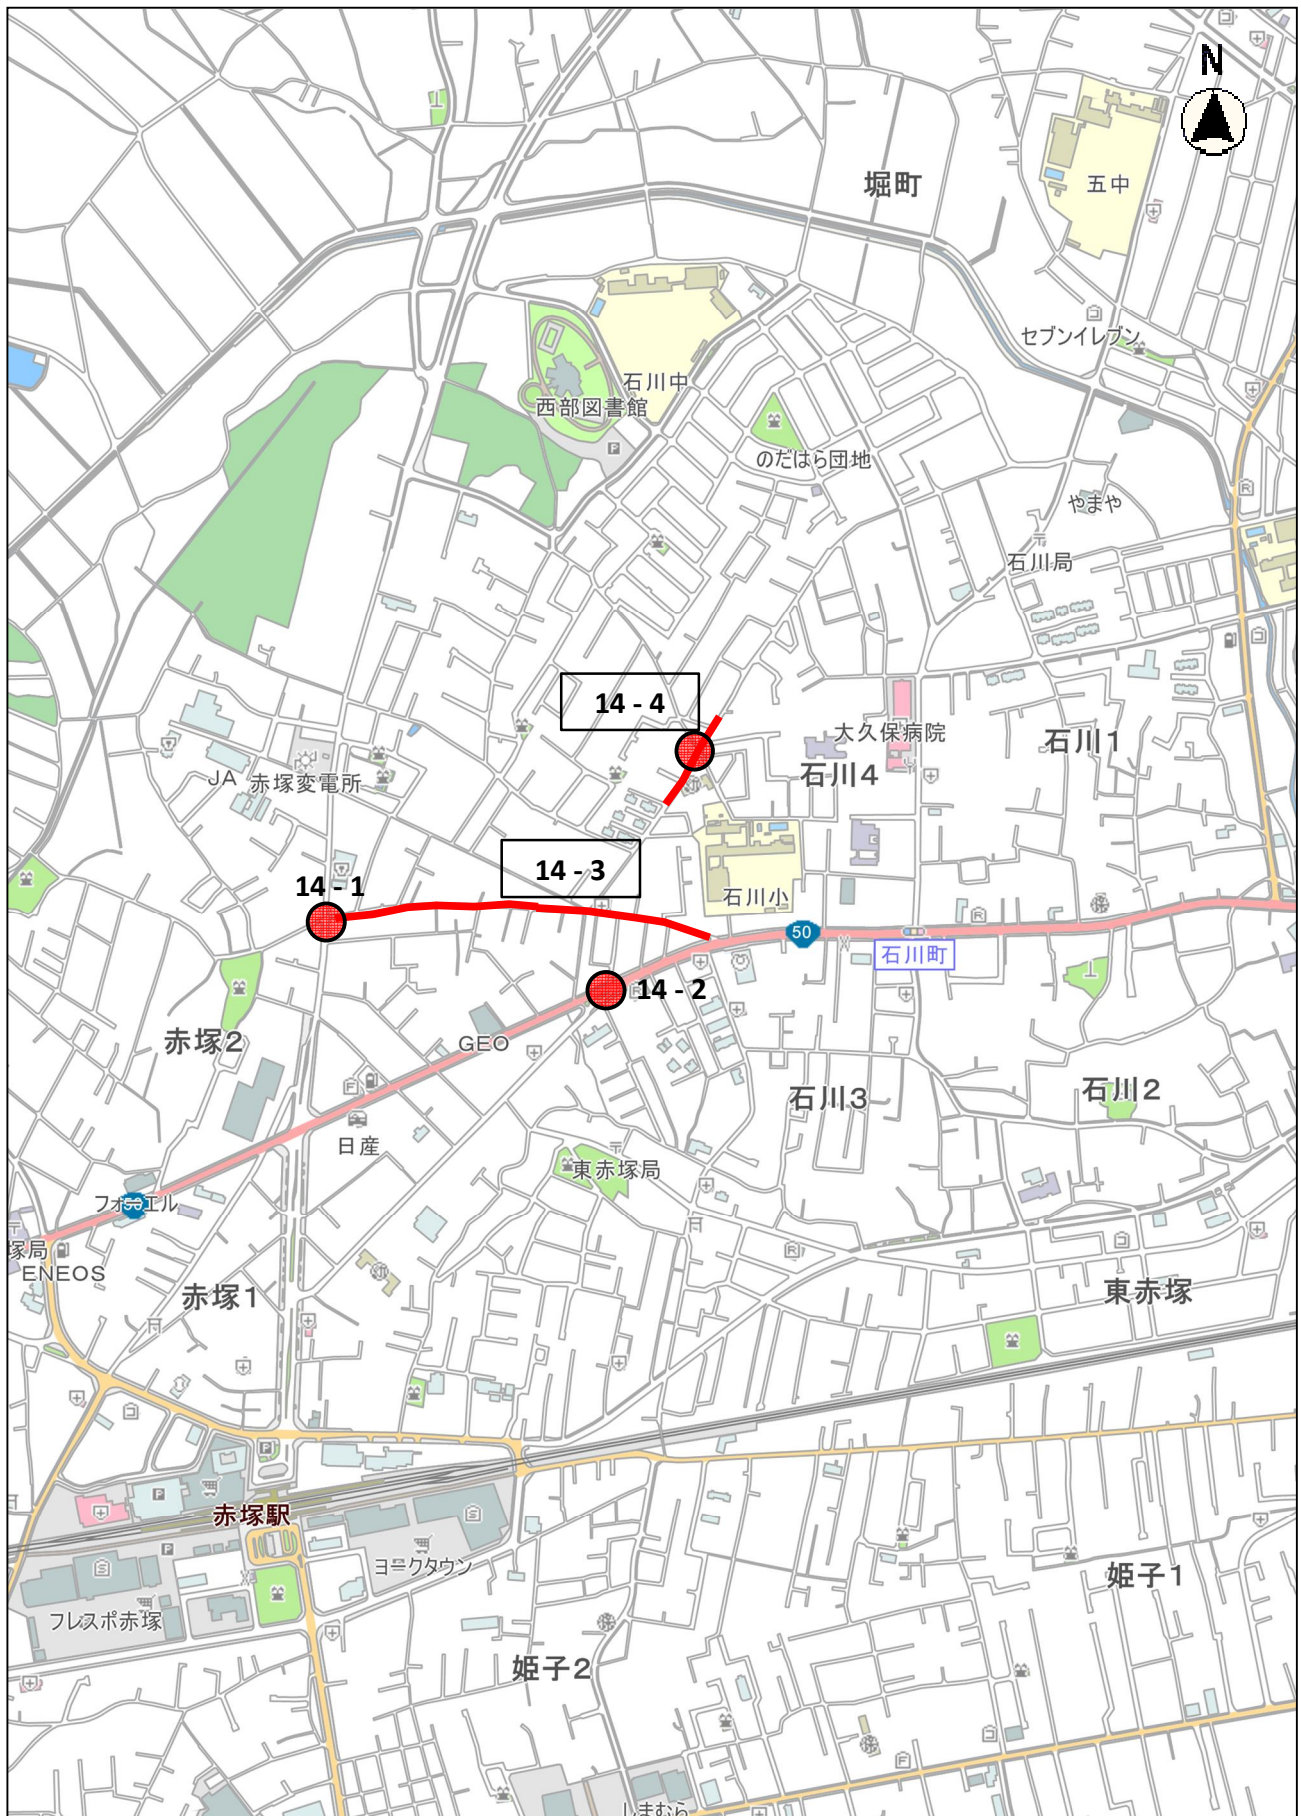 N
堀町
五中
セブンイレブン
石川中
西部図書館
のだはら団地
やまや
石川局
14 - 4
大久保病院
石川1
石川4
JA
赤塚変電所
14 - 3
14 - 1
石川小
50
石川町
14 - 2
赤塚2
GEO
石川3
石川2
日産
東赤塚局
フォーエル
50
塚局
ENEOS
赤塚1
東赤塚
赤塚駅
ヨークタウン
姫子1
フレスポ赤塚
姫子2
しまむら